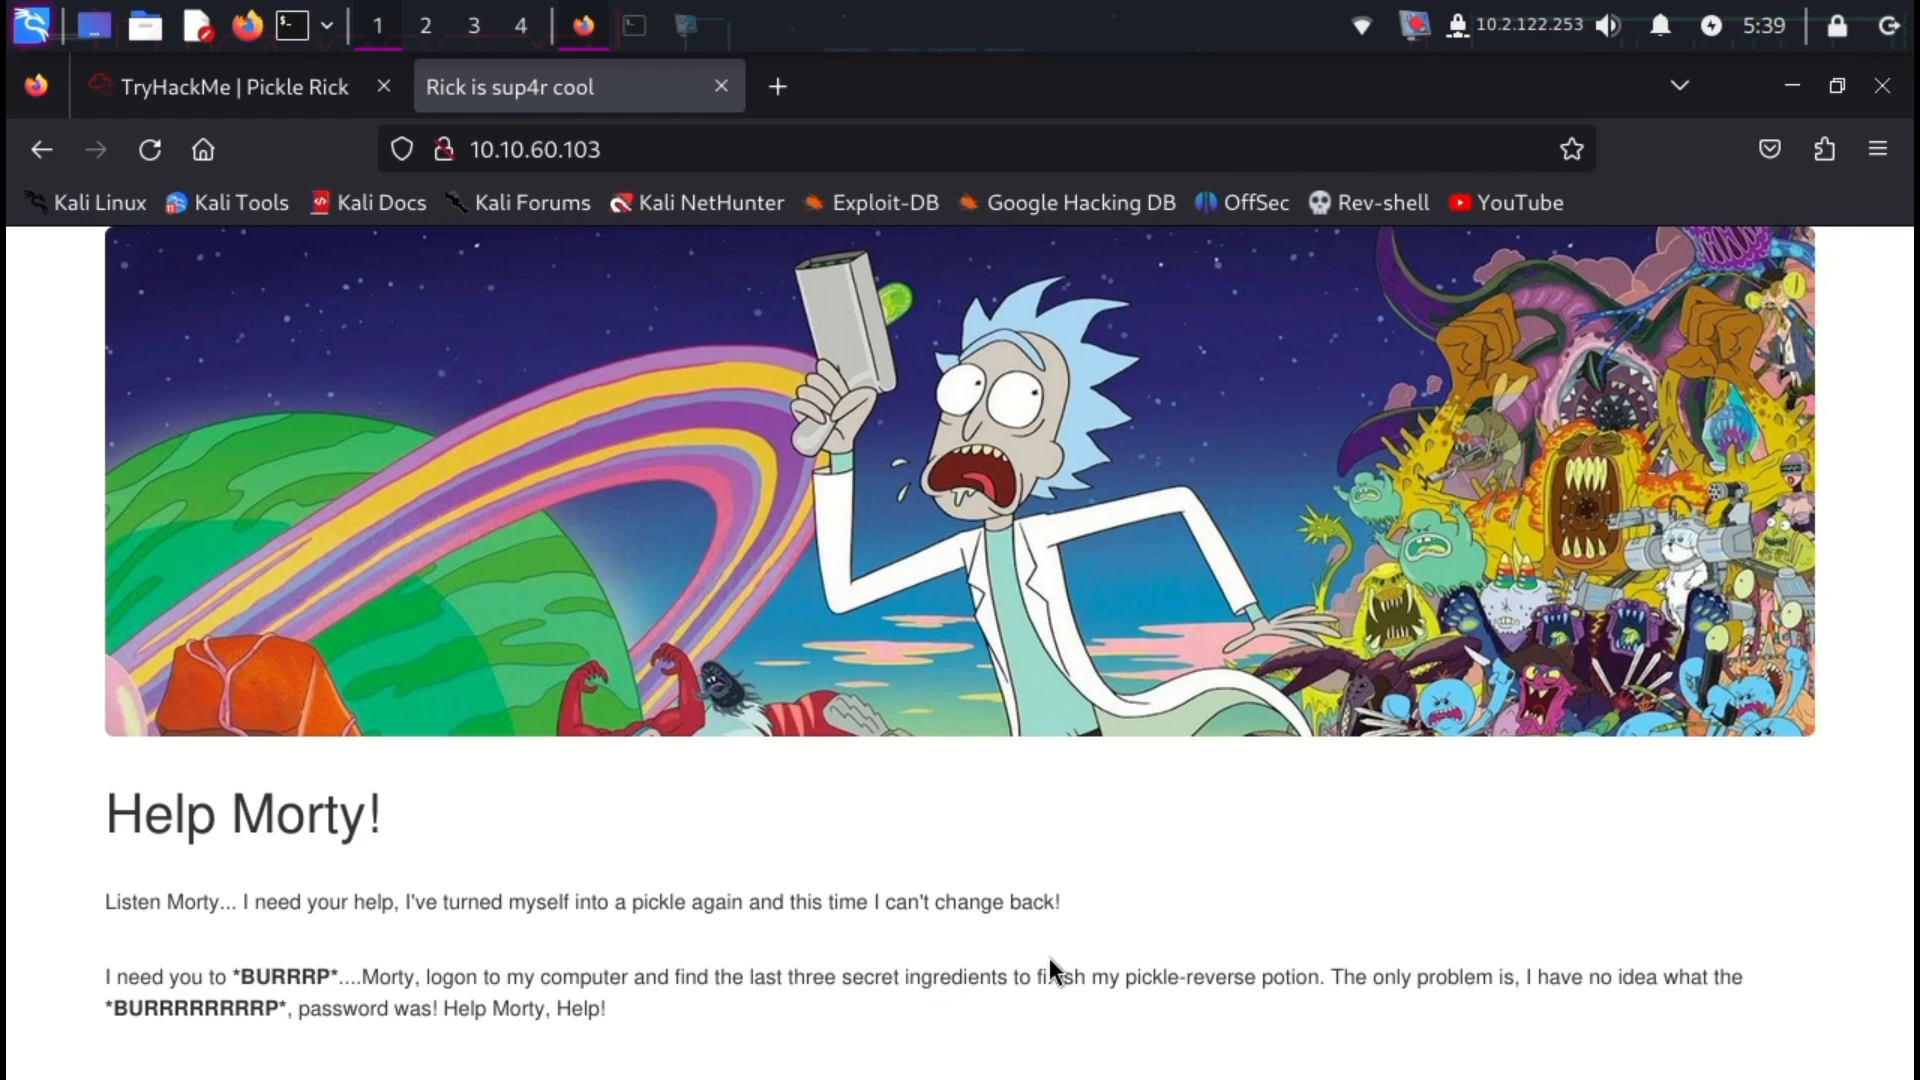 1 2 3 4 10.2.122.253 5:39
TryHackMe | Pickle Rick Rick is sup4r cool
10.10.60.103
Kali Linux Kali Tools Kali Docs Kali Forums Kali NetHunter Exploit-DB Google Hacking DB OffSec Rev-shell YouTube
Help Morty!
Listen Morty... I need your help, I've turned myself into a pickle again and this time I can't change back!
I need you to *BURRRP*....Morty, logon to my computer and find the last three secret ingredients to finish my pickle-reverse potion. The only problem is, I have no idea what the
*BURRRRRRRRP*, password was! Help Morty, Help!